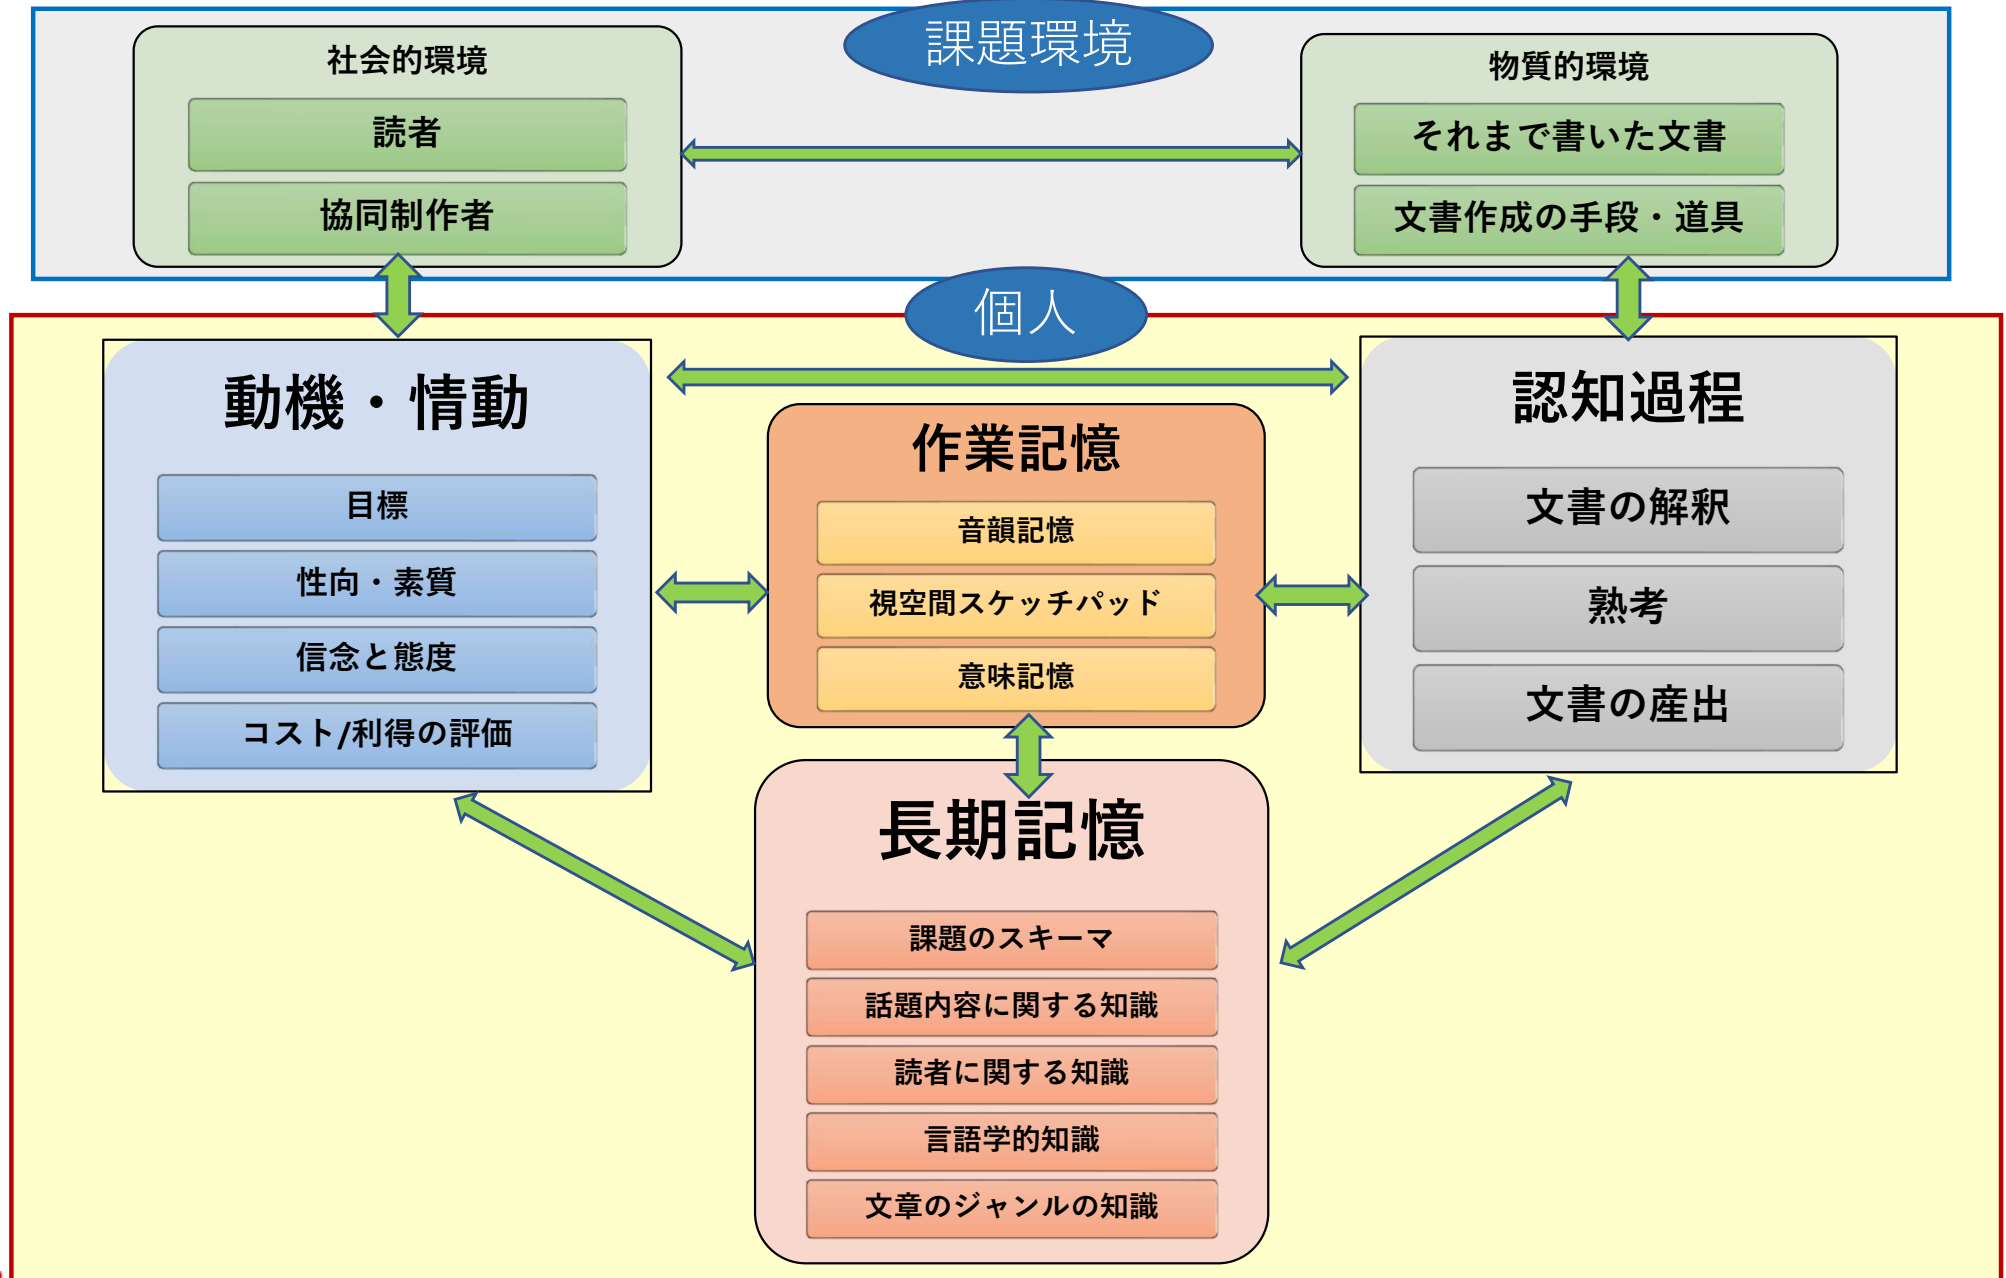 課題環境
社会的環境
読者
協同制作者
物質的環境
それまで書いた文書
文書作成の手段・道具
個人
動機・情動
目標
性向・素質
信念と態度
コスト/利得の評価
作業記憶
音韻記憶
視空間スケッチパッド
意味記憶
認知過程
文書の解釈
熟考
文書の産出
長期記憶
課題のスキーマ
話題内容に関する知識
読者に関する知識
言語学的知識
文章のジャンルの知識